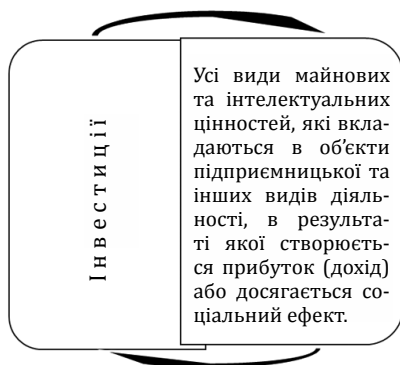 Інвестиції
Усі види майнових
та інтелектуальних
цінностей, які вкла-
даються в об’єкти
підприємницької та
інших видів діяль-
ності, в результа-
ті якої створюєть-
ся прибуток (дохід)
або досягається со-
ціальний ефект.